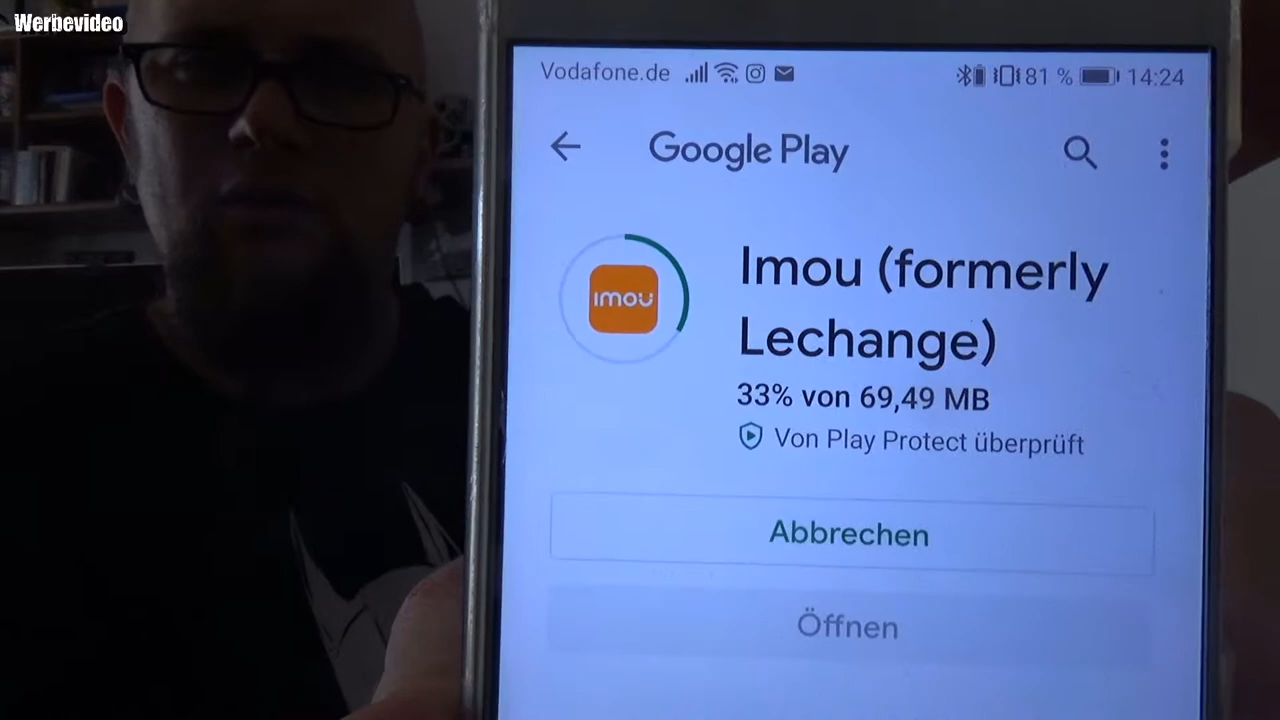 Werbevideo
Vodafone.de 81 % 14:24
Google Play
imou
Imou (formerly
Lechange)
33% von 69,49 MB
Von Play Protect überprüft
Abbrechen
Öffnen